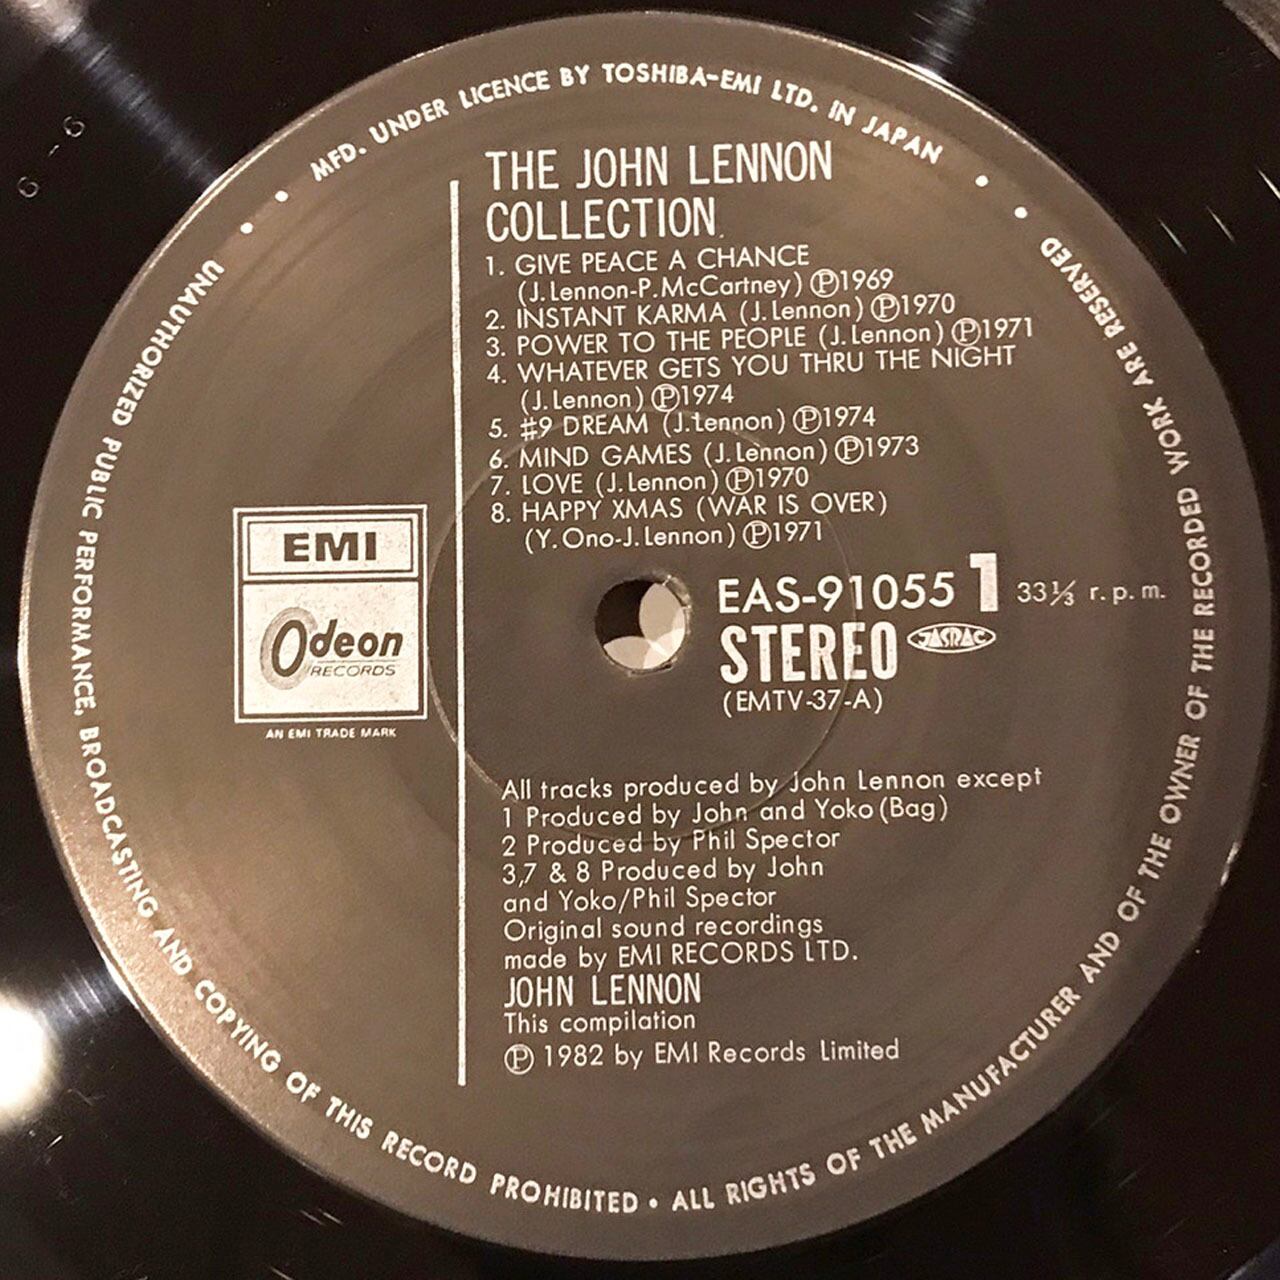 MFD. UNDER LICENCE BY TOSHIBA-EMI LTD. IN JAPAN
6-6
THE JOHN LENNON
COLLECTION
1. GIVE PEACE A CHANCE
(J.Lennon-P.McCartney) ℗1969
2. INSTANT KARMA (J.Lennon) ℗1970
3. POWER TO THE PEOPLE (J.Lennon) ℗1971
4. WHATEVER GETS YOU THRU THE NIGHT
(J.Lennon) ℗1974
5. #9 DREAM (J.Lennon) ℗1974
6. MIND GAMES (J.Lennon) ℗1973
7. LOVE (J.Lennon) ℗1970
8. HAPPY XMAS (WAR IS OVER)
(Y.Ono-J.Lennon) ℗1971
EMI
Odeon
RECORDS
AN EMI TRADE MARK
EAS-91055 1 33⅓ r.p.m.
STEREO JASRAC
(EMTV-37-A)
All tracks produced by John Lennon except
1 Produced by John and Yoko (Bag)
2 Produced by Phil Spector
3,7 & 8 Produced by John
and Yoko/Phil Spector
Original sound recordings
made by EMI RECORDS LTD.
JOHN LENNON
This compilation
℗ 1982 by EMI Records Limited
UNAUTHORIZED PUBLIC PERFORMANCE, BROADCASTING AND COPYING OF THIS RECORD PROHIBITED • ALL RIGHTS OF THE MANUFACTURER AND OF THE OWNER OF THE RECORDED WORK ARE RESERVED